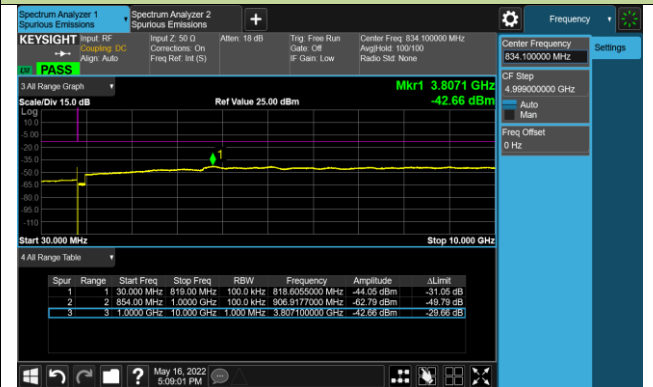 Spectrum Analyzer 1
Spurious Emissions
Spectrum Analyzer 2
Spurious Emissions
+
Frequency
KEYSIGHT
Input: RF
Coupling: DC
Align: Auto
Input Z: 50 Ω
Corrections: On
Freq Ref: Int (S)
Atten: 18 dB
Trig: Free Run
Gate: Off
IF Gain: Low
Center Freq: 834.100000 MHz
Avg|Hold: 100/100
Radio Std: None
PASS
Center Frequency
834.100000 MHz
Settings
CF Step
4.999000000 GHz
Auto
Man
Freq Offset
0 Hz
3 All Range Graph
Mkr1 3.8071 GHz
Scale/Div 15.0 dB
Ref Value 25.00 dBm
-42.66 dBm
Log
10.0
-5.00
-20.0
-35.0
-50.0
-65.0
-80.0
-95.0
-110
1
Start 30.000 MHz
Stop 10.000 GHz
4 All Range Table
Spur Range Start Freq Stop Freq RBW Frequency Amplitude ΔLimit
1 1 30.000 MHz 819.00 MHz 100.0 kHz 818.6055000 MHz -44.05 dBm -31.05 dB
2 2 854.00 MHz 1.0000 GHz 100.0 kHz 906.9177000 MHz -62.79 dBm -49.79 dB
3 3 1.0000 GHz 10.000 GHz 1.000 MHz 3.807100000 GHz -42.66 dBm -29.66 dB
?
May 16, 2022
5:09:01 PM